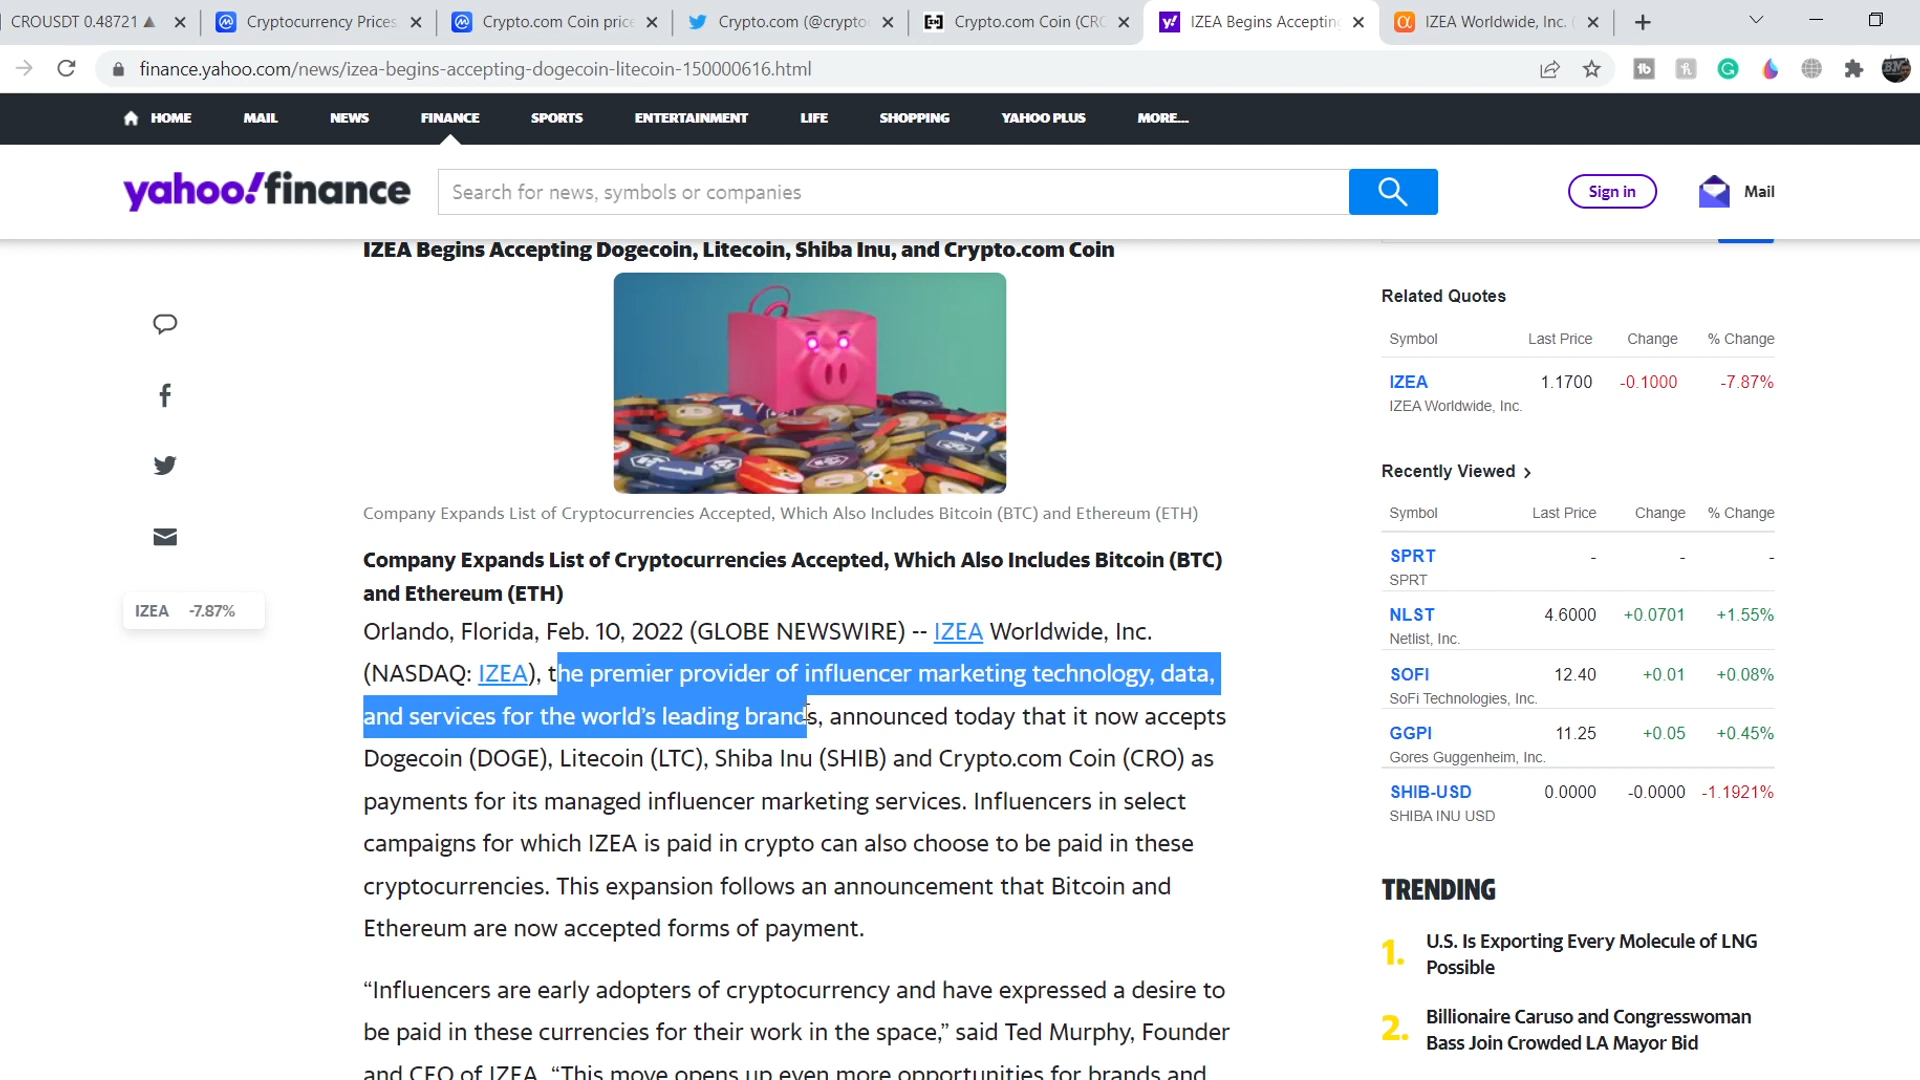 CROUSDT 0.48721 ▲
Cryptocurrency Prices
Crypto.com Coin price
Crypto.com (@crypto
Crypto.com Coin (CRO
IZEA Begins Accepting
IZEA Worldwide, Inc. (
finance.yahoo.com/news/izea-begins-accepting-dogecoin-litecoin-150000616.html
HOME MAIL NEWS FINANCE SPORTS ENTERTAINMENT LIFE SHOPPING YAHOO PLUS MORE...
yahoo!finance
Search for news, symbols or companies
Sign in
Mail
IZEA Begins Accepting Dogecoin, Litecoin, Shiba Inu, and Crypto.com Coin
Company Expands List of Cryptocurrencies Accepted, Which Also Includes Bitcoin (BTC) and Ethereum (ETH)
Company Expands List of Cryptocurrencies Accepted, Which Also Includes Bitcoin (BTC)
and Ethereum (ETH)
IZEA -7.87%
Orlando, Florida, Feb. 10, 2022 (GLOBE NEWSWIRE) -- IZEA Worldwide, Inc.
(NASDAQ: IZEA), the premier provider of influencer marketing technology, data,
and services for the world’s leading brands, announced today that it now accepts
Dogecoin (DOGE), Litecoin (LTC), Shiba Inu (SHIB) and Crypto.com Coin (CRO) as
payments for its managed influencer marketing services. Influencers in select
campaigns for which IZEA is paid in crypto can also choose to be paid in these
cryptocurrencies. This expansion follows an announcement that Bitcoin and
Ethereum are now accepted forms of payment.
“Influencers are early adopters of cryptocurrency and have expressed a desire to
be paid in these currencies for their work in the space,” said Ted Murphy, Founder
and CEO of IZEA. “This move opens up even more opportunities for brands and
Related Quotes
Symbol Last Price Change % Change
IZEA 1.1700 -0.1000 -7.87%
IZEA Worldwide, Inc.
Recently Viewed
Symbol Last Price Change % Change
SPRT - - -
SPRT
NLST 4.6000 +0.0701 +1.55%
Netlist, Inc.
SOFI 12.40 +0.01 +0.08%
SoFi Technologies, Inc.
GGPI 11.25 +0.05 +0.45%
Gores Guggenheim, Inc.
SHIB-USD 0.0000 -0.0000 -1.1921%
SHIBA INU USD
TRENDING
1. U.S. Is Exporting Every Molecule of LNG
Possible
2. Billionaire Caruso and Congresswoman
Bass Join Crowded LA Mayor Bid